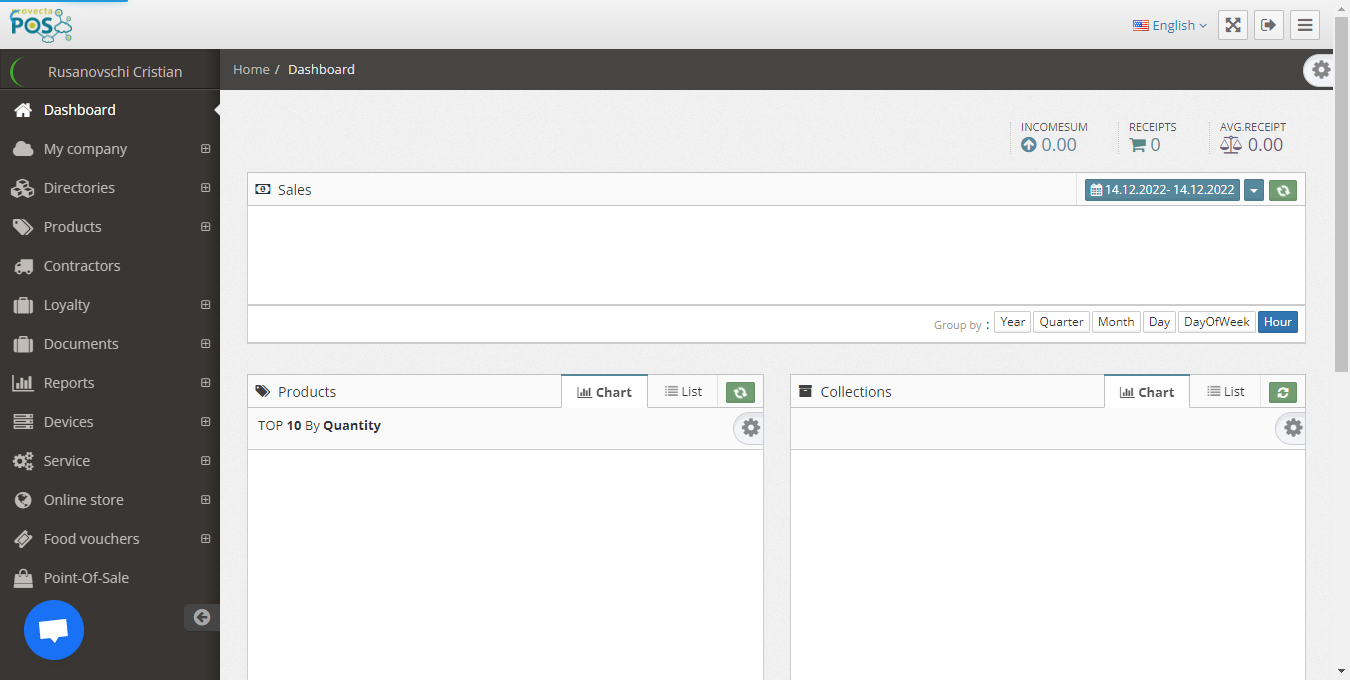 provecta
POS
English
Rusanovschi Cristian
Home / Dashboard
Dashboard
My company
Directories
Products
Contractors
Loyalty
Documents
Reports
Devices
Service
Online store
Food vouchers
Point-Of-Sale
INCOMESUM
0.00
RECEIPTS
0
AVG.RECEIPT
0.00
Sales
14.12.2022- 14.12.2022
Group by : Year Quarter Month Day DayOfWeek Hour
Products
Chart
List
TOP 10 By Quantity
Collections
Chart
List